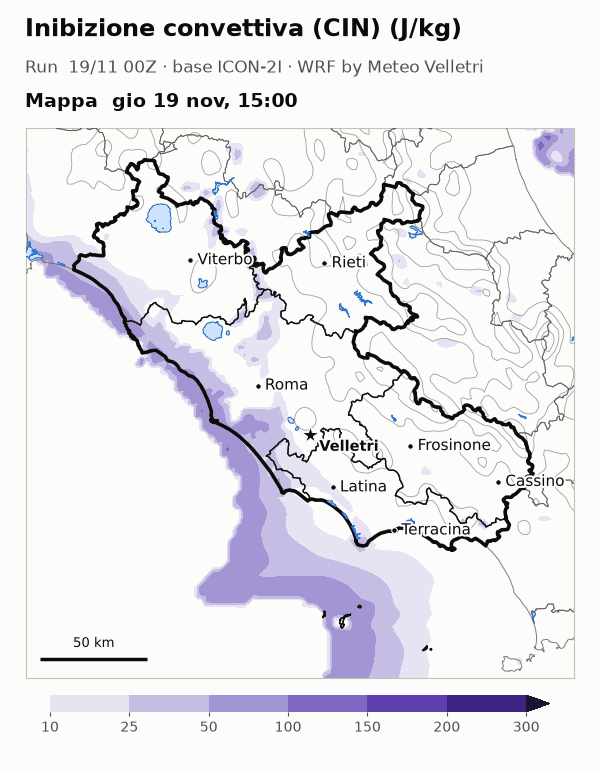 Inibizione convettiva (CIN) (J/kg)
Run 19/11 00Z · base ICON-2I · WRF by Meteo Velletri
Mappa gio 19 nov, 15:00
Viterbo
Rieti
Roma
Velletri
Frosinone
Cassino
Latina
Terracina
50 km
10 25 50 100 150 200 300